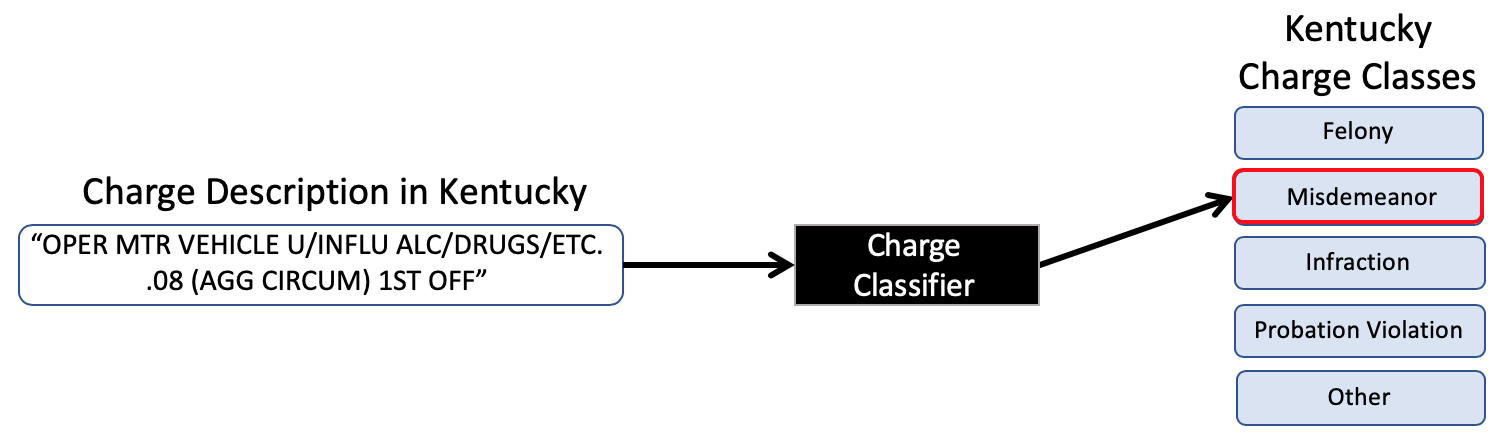 Kentucky
Charge Classes
Felony
Charge Description in Kentucky
Misdemeanor
“OPER MTR VEHICLE U/INFLU ALC/DRUGS/ETC.
.08 (AGG CIRCUM) 1ST OFF”
Charge
Classifier
Infraction
Probation Violation
Other